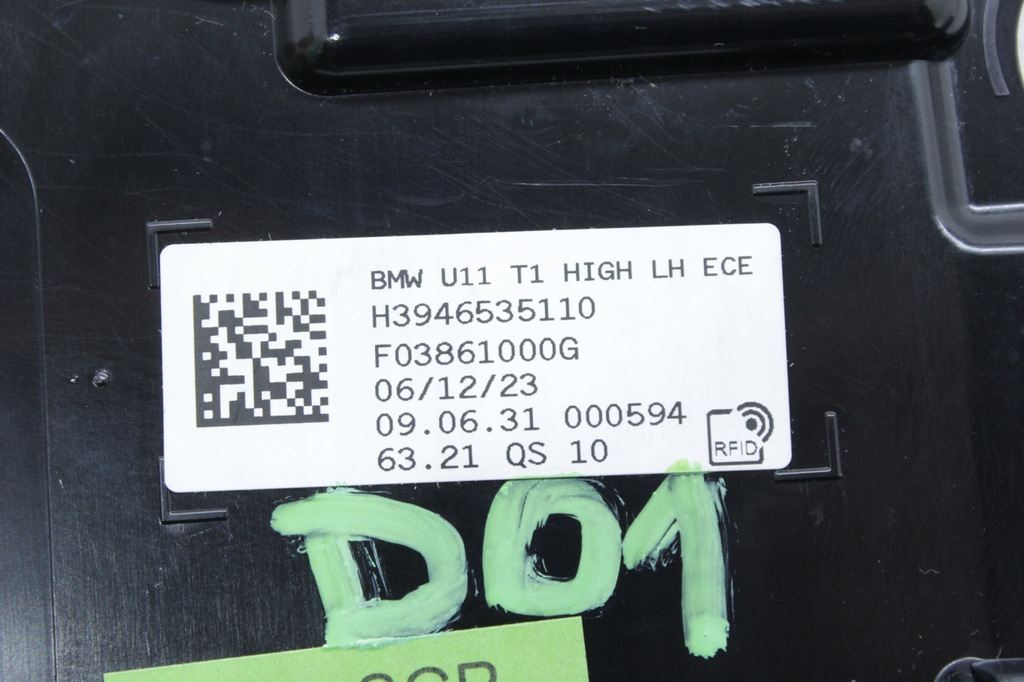 BMW U11 T1 HIGH LH ECE
H3946535110
F03861000G
06/12/23
09.06.31 000594
63.21 QS 10
RFID
D01